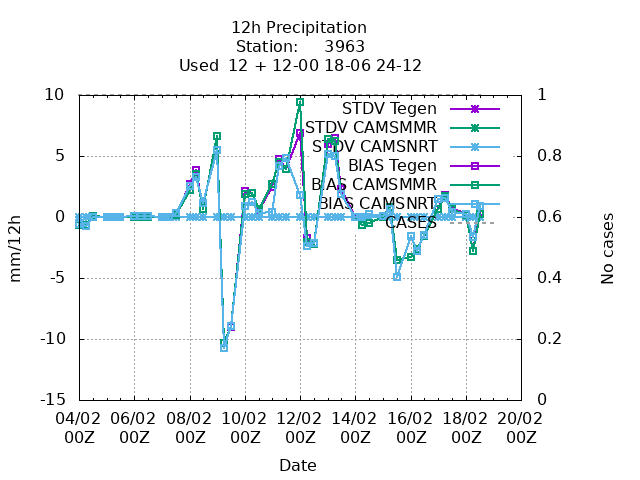 12h Precipitation
Station: 3963
Used 12 + 12-00 18-06 24-12
10 1
STDV Tegen
STDV CAMSMMR
5 STDV CAMSNRT 0.8
BIAS Tegen
BIAS CAMSMMR
BIAS CAMSNRT
0 CASES 0.6
mm/12h
No cases
-5 0.4
-10 0.2
-15 0
04/02 06/02 08/02 10/02 12/02 14/02 16/02 18/02 20/02
00Z 00Z 00Z 00Z 00Z 00Z 00Z 00Z 00Z
Date